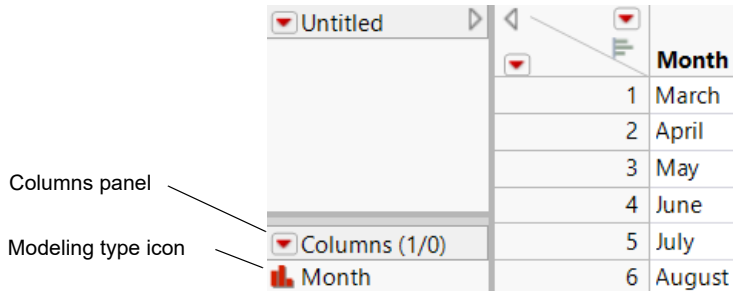 Untitled
Month
1 March
2 April
3 May
4 June
Columns panel
Columns (1/0)
5 July
Modeling type icon
Month
6 August